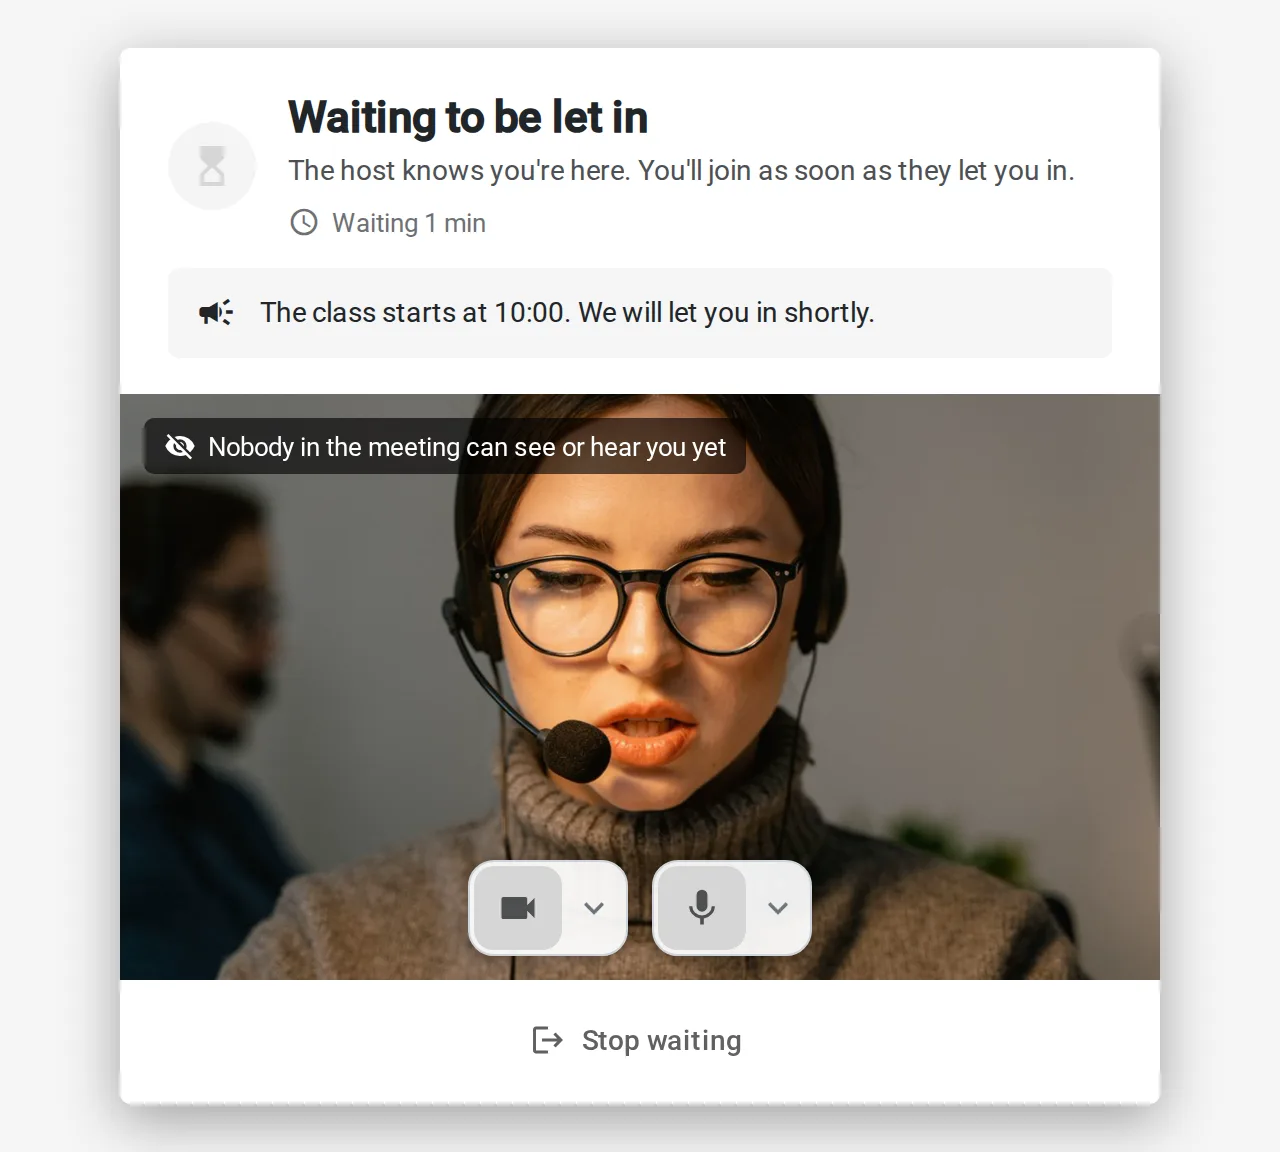 Waiting to be let in
The host knows you're here. You'll join as soon as they let you in.
Waiting 1 min
The class starts at 10:00. We will let you in shortly.
Nobody in the meeting can see or hear you yet
Stop waiting